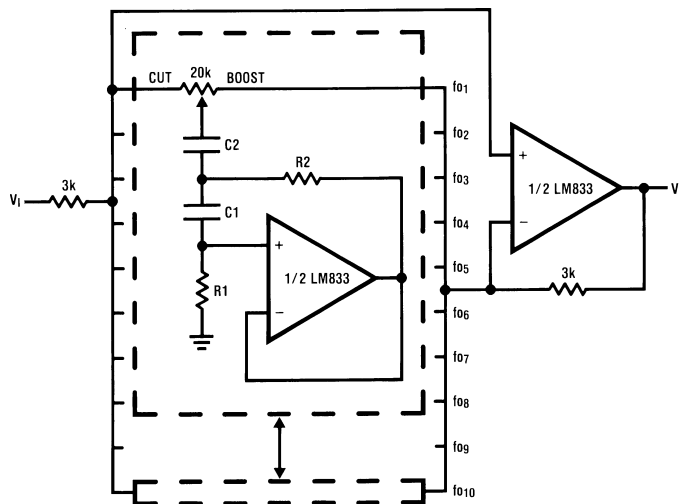 CUT 20k BOOST
fo1
fo2
C2
R2
fo3
+
3k
1/2 LM833
VI
V
C1
fo4
+
−
1/2 LM833
fo5
3k
R1
−
fo6
fo7
fo8
fo9
fo10